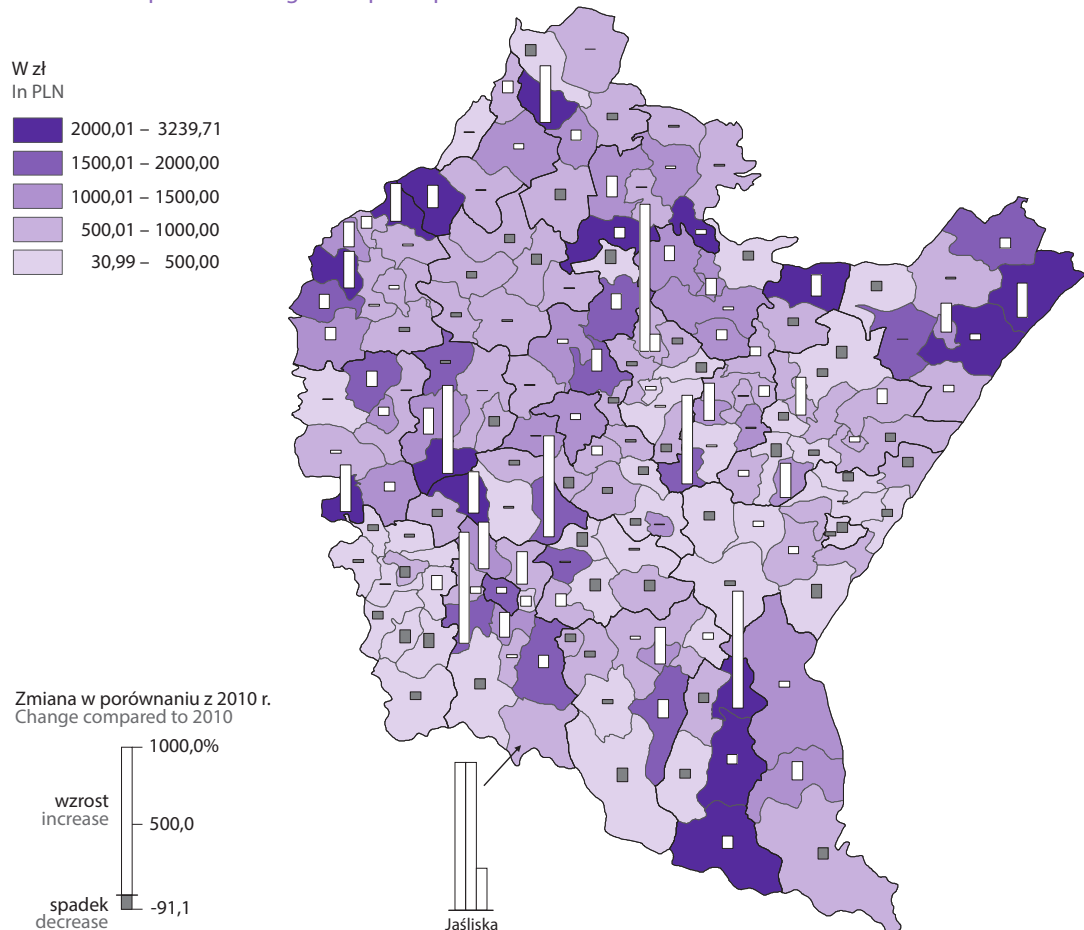 W zł
In PLN
2000,01 – 3239,71
1500,01 – 2000,00
1000,01 – 1500,00
500,01 – 1000,00
30,99 – 500,00
Zmiana w porównaniu z 2010 r.
Change compared to 2010
1000,0%
wzrost
increase
500,0
spadek
decrease
-91,1
Jaśliska